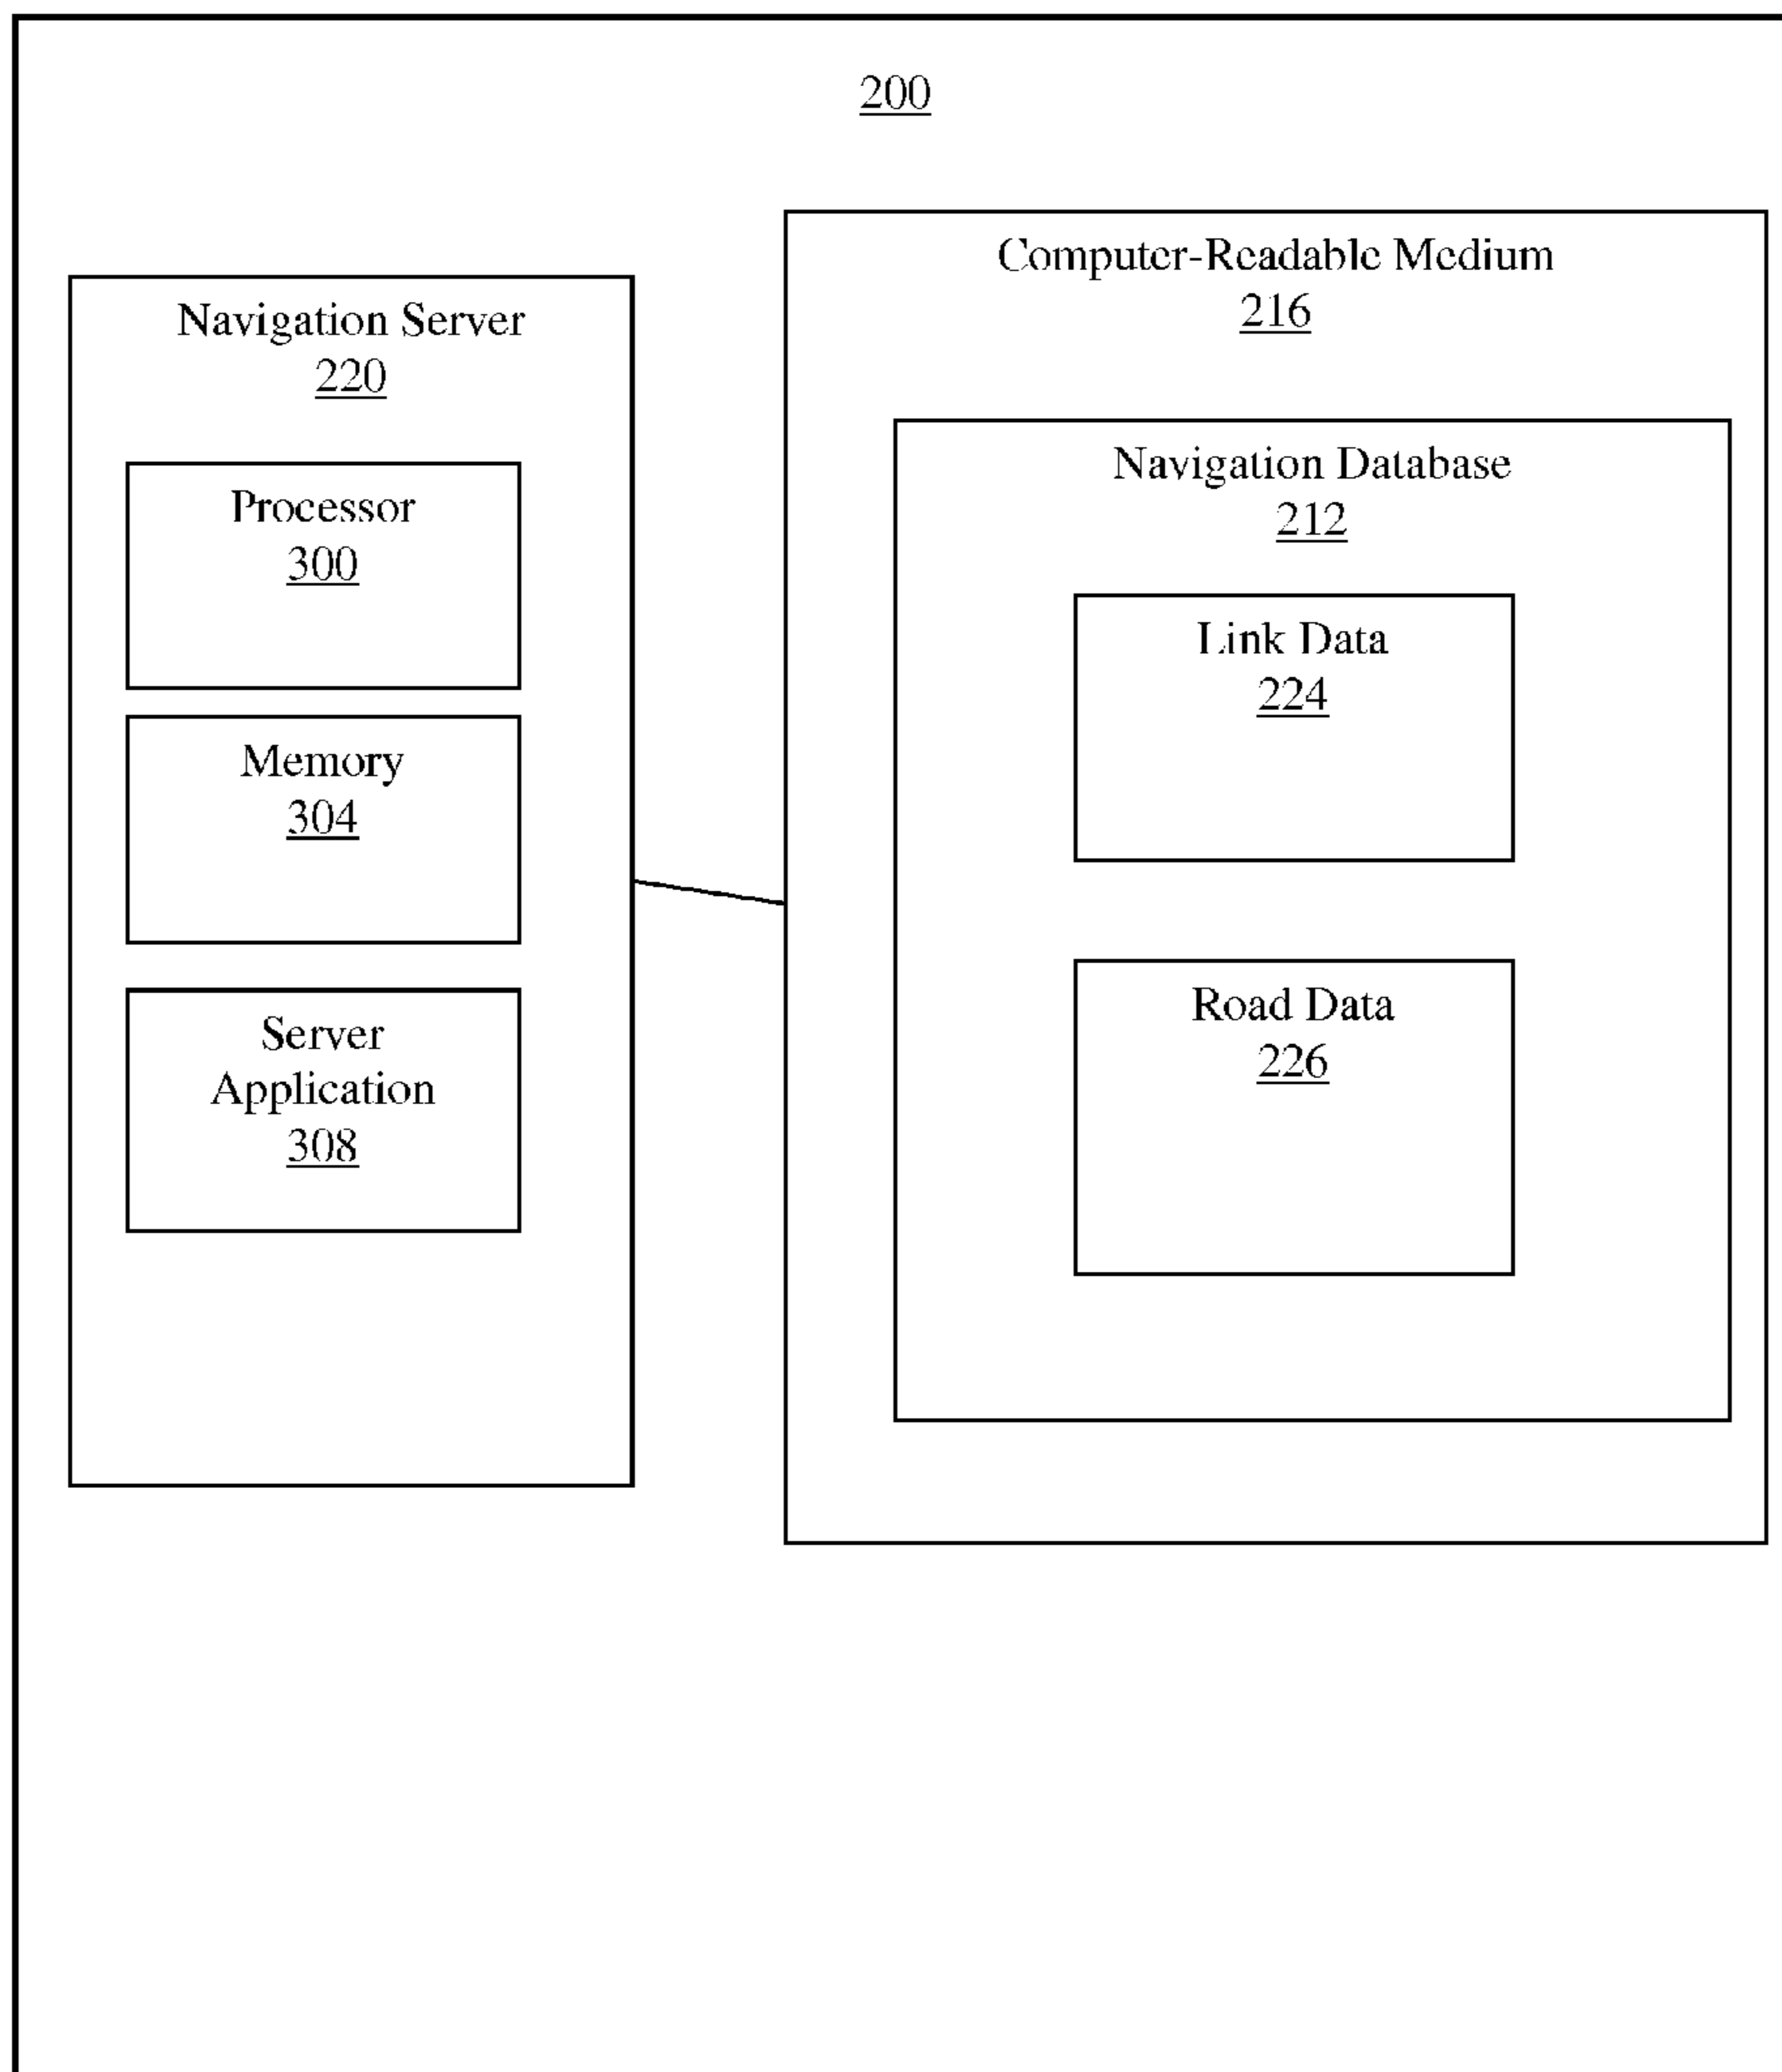 200
Navigation Server
220
Processor
300
Memory
304
Server
Application
308
Computer-Readable Medium
216
Navigation Database
212
Link Data
224
Road Data
226